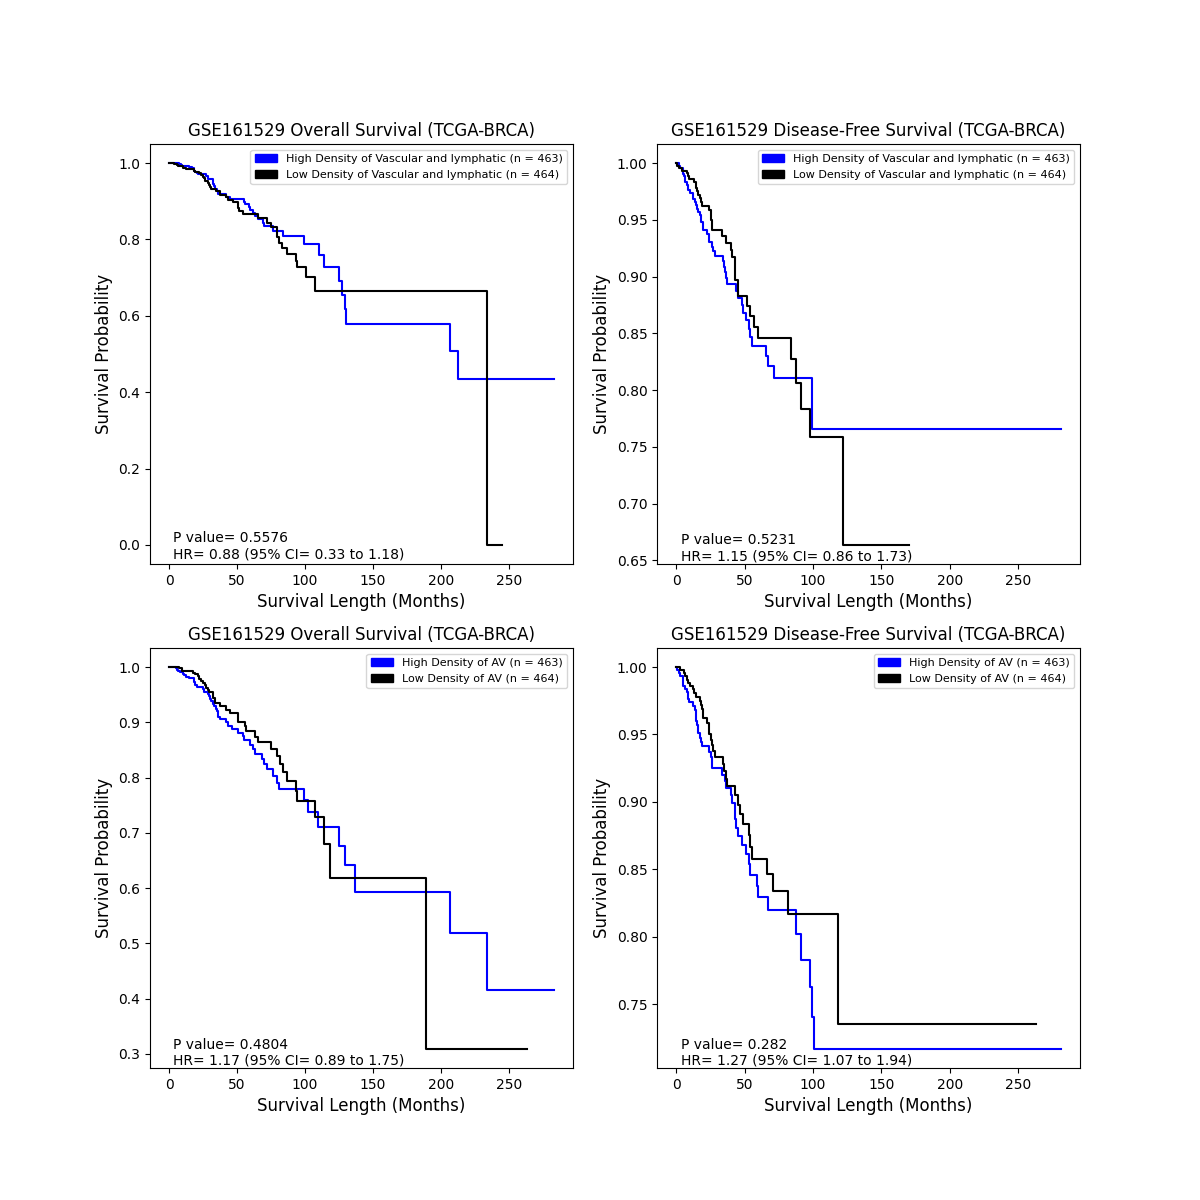 GSE161529 Overall Survival (TCGA-BRCA)
High Density of Vascular and lymphatic (n = 463)
Low Density of Vascular and lymphatic (n = 464)
1.0
0.8
0.6
0.4
0.2
0.0
Survival Probability
P value= 0.5576
HR= 0.88 (95% CI= 0.33 to 1.18)
0 50 100 150 200 250
Survival Length (Months)
GSE161529 Disease-Free Survival (TCGA-BRCA)
High Density of Vascular and lymphatic (n = 463)
Low Density of Vascular and lymphatic (n = 464)
1.00
0.95
0.90
0.85
0.80
0.75
0.70
0.65
Survival Probability
P value= 0.5231
HR= 1.15 (95% CI= 0.86 to 1.73)
0 50 100 150 200 250
Survival Length (Months)
GSE161529 Overall Survival (TCGA-BRCA)
High Density of AV (n = 463)
Low Density of AV (n = 464)
1.0
0.9
0.8
0.7
0.6
0.5
0.4
0.3
Survival Probability
P value= 0.4804
HR= 1.17 (95% CI= 0.89 to 1.75)
0 50 100 150 200 250
Survival Length (Months)
GSE161529 Disease-Free Survival (TCGA-BRCA)
High Density of AV (n = 463)
Low Density of AV (n = 464)
1.00
0.95
0.90
0.85
0.80
0.75
Survival Probability
P value= 0.282
HR= 1.27 (95% CI= 1.07 to 1.94)
0 50 100 150 200 250
Survival Length (Months)